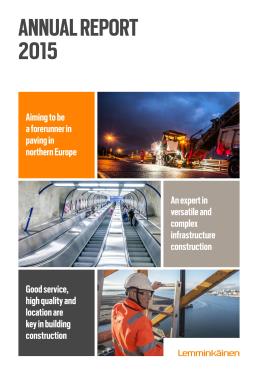 ANNUAL REPORT
2015
Aiming to be
a forerunner in
paving in
northern Europe
An expert in
versatile and
complex
infrastructure
construction
Good service,
high quality and
location are
key in building
construction
Lemminkäinen